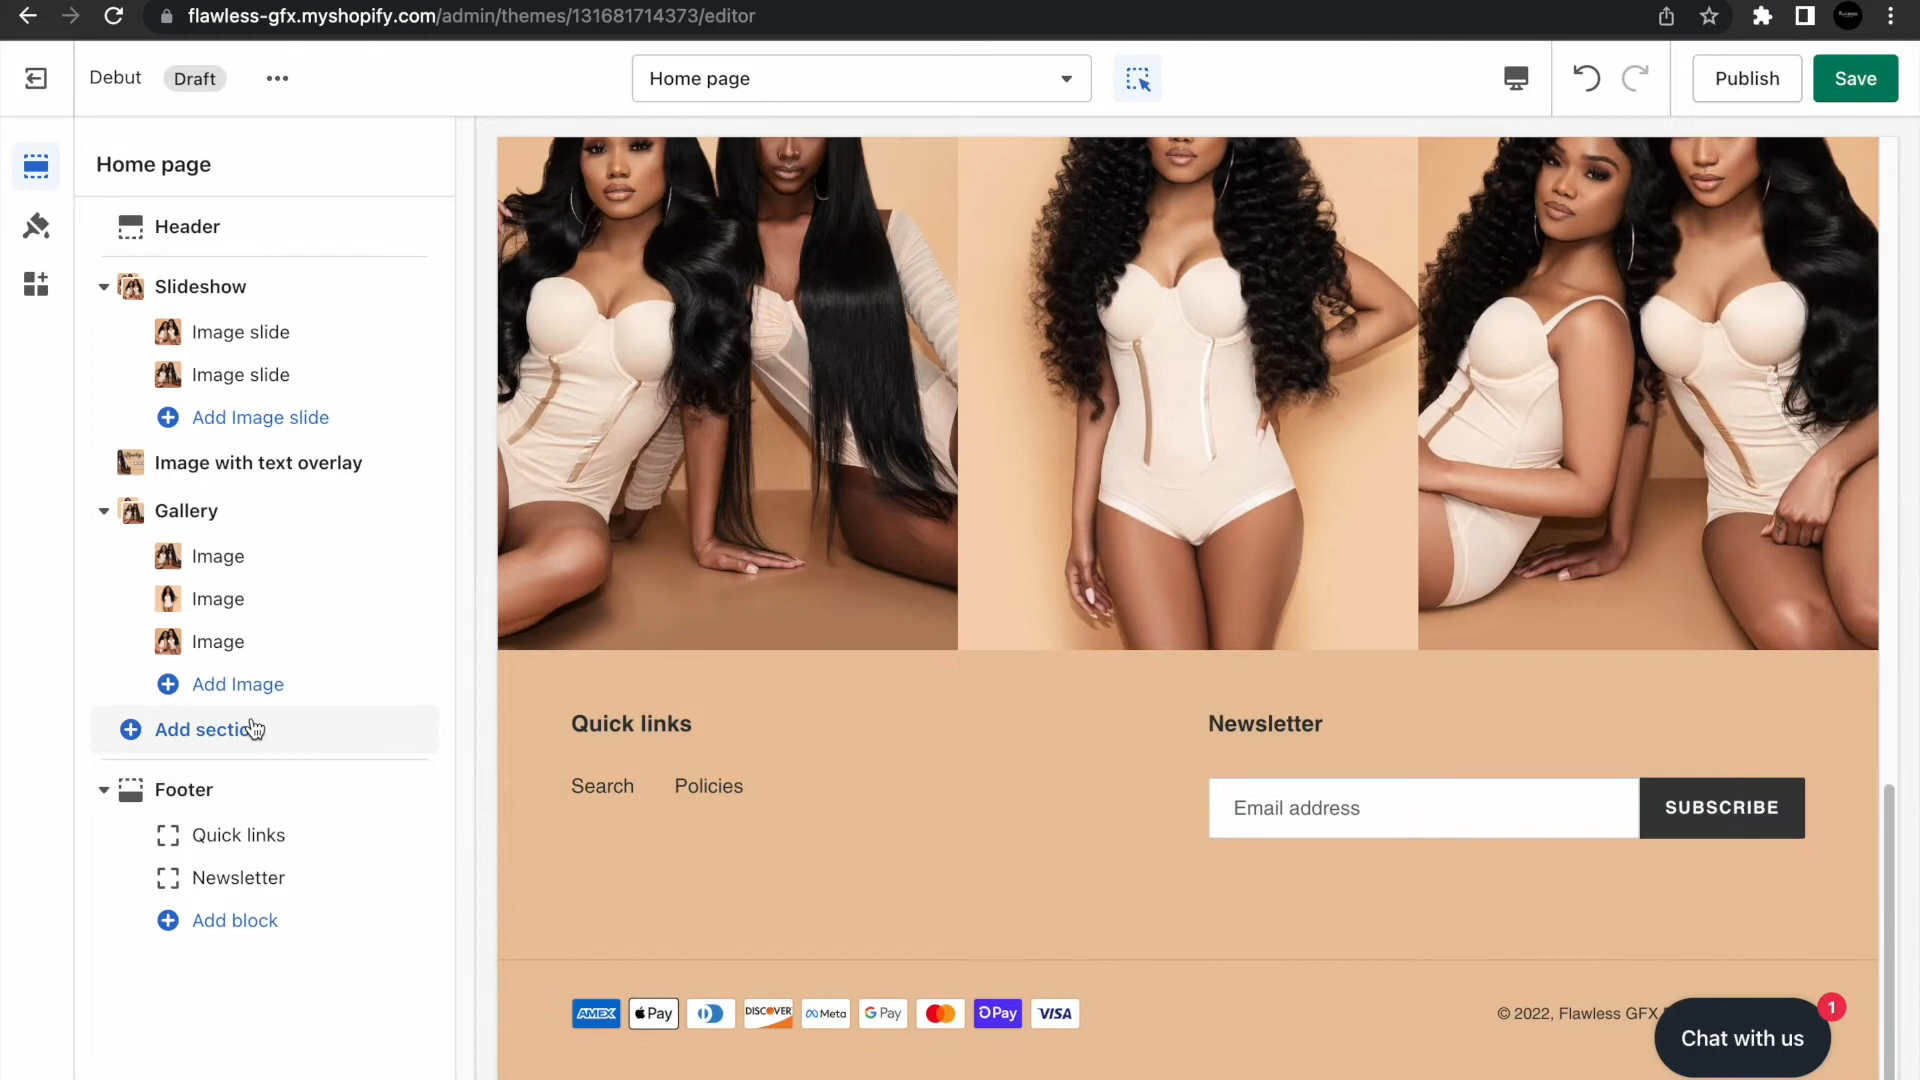 flawless-gfx.myshopify.com/admin/themes/131681714373/editor
Debut Draft
Home page
Publish Save
Home page
Header
Slideshow
Image slide
Image slide
Add Image slide
Image with text overlay
Gallery
Image
Image
Image
Add Image
Add
Footer
Quick links
Newsletter
Add block
Quick links
Search Policies
Newsletter
Email address SUBSCRIBE
AMEX Pay DISCOVER Meta G Pay Pay VISA
© 2022, Flawless GFX
1
Chat with us